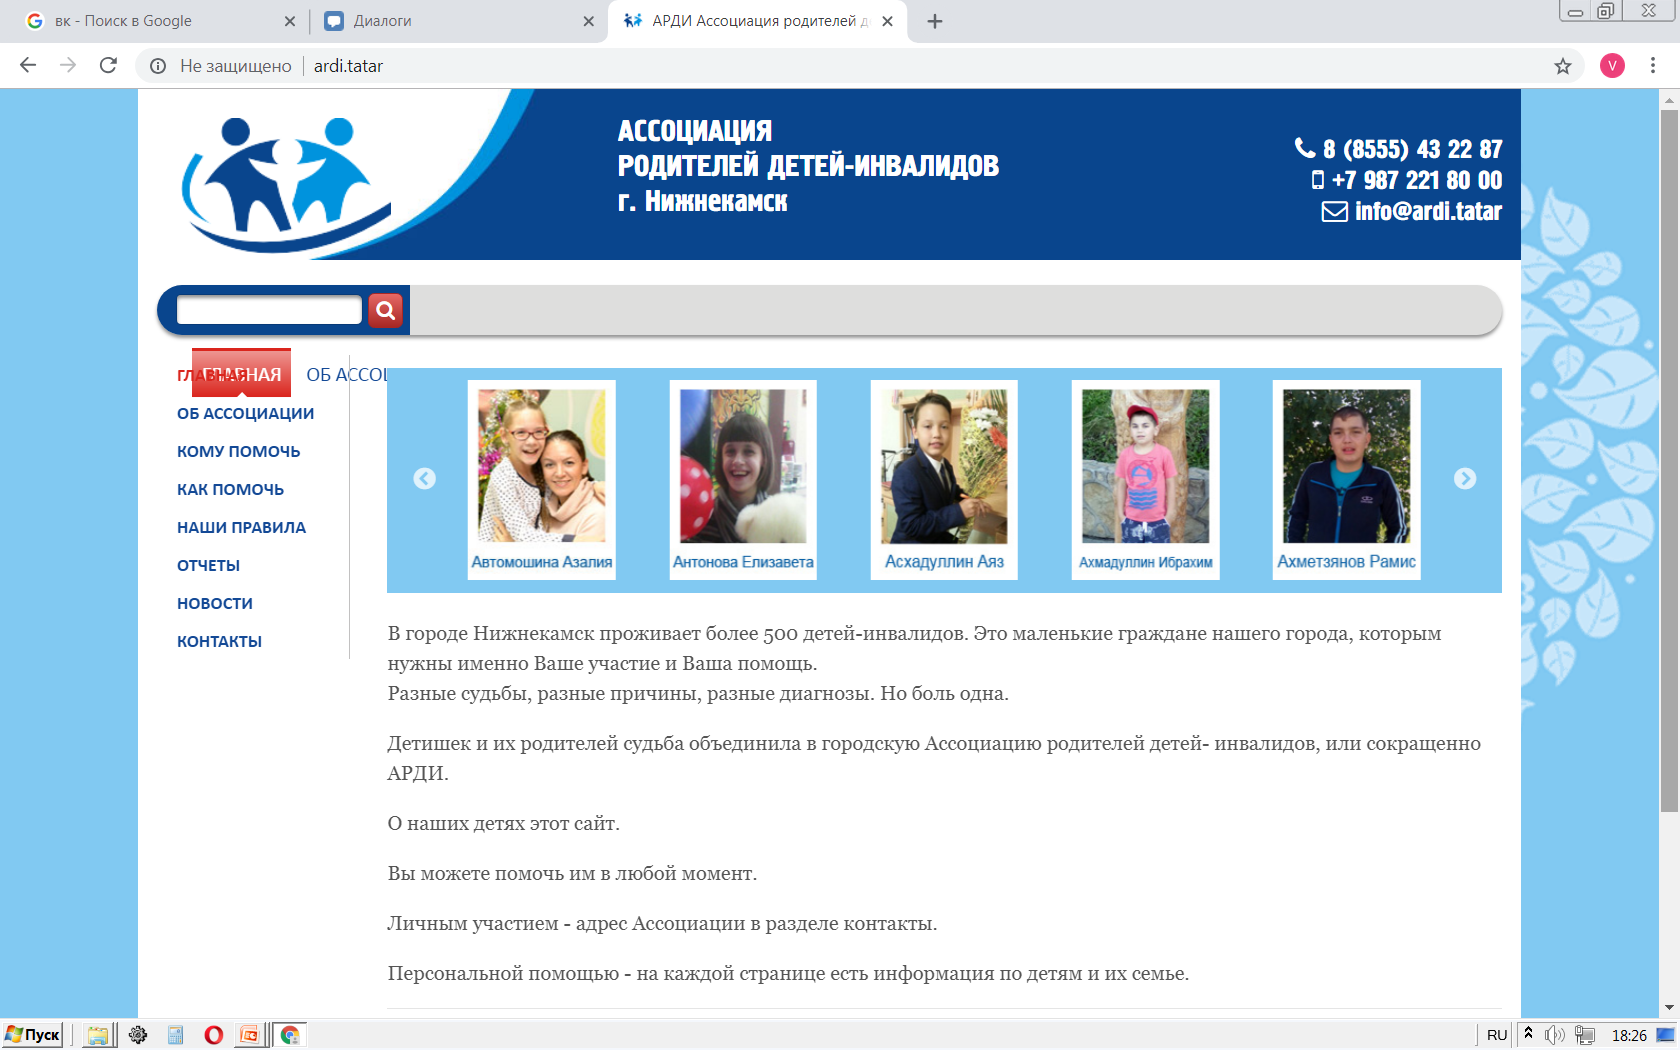 вк - Поиск в Google
Диалоги
АРДИ Ассоциация родителей д
Не защищено
ardi.tatar
V
АССОЦИАЦИЯ
РОДИТЕЛЕЙ ДЕТЕЙ-ИНВАЛИДОВ
г. Нижнекамск
8 (8555) 43 22 87
+7 987 221 80 00
info@ardi.tatar
ГЛАВНАЯ
ГЛАВНАЯ
ОБ АССОЦ
ОБ АССОЦИАЦИИ
КОМУ ПОМОЧЬ
КАК ПОМОЧЬ
НАШИ ПРАВИЛА
ОТЧЕТЫ
НОВОСТИ
КОНТАКТЫ
Автомошина Азалия
Антонова Елизавета
Асхадуллин Аяз
Ахмадуллин Ибрахим
Ахметзянов Рамис
В городе Нижнекамск проживает более 500 детей-инвалидов. Это маленькие граждане нашего города, которым
нужны именно Ваше участие и Ваша помощь.
Разные судьбы, разные причины, разные диагнозы. Но боль одна.
Детишек и их родителей судьба объединила в городскую Ассоциацию родителей детей- инвалидов, или сокращенно
АРДИ.
О наших детях этот сайт.
Вы можете помочь им в любой момент.
Личным участием - адрес Ассоциации в разделе контакты.
Персональной помощью - на каждой странице есть информация по детям и их семье.
Пуск
RU
18:26